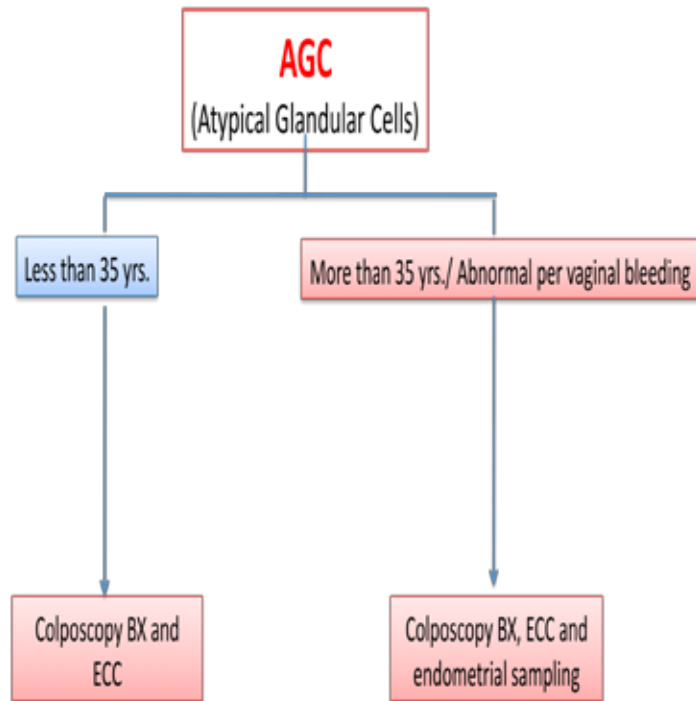 AGC
(Atypical Glandular Cells)
Less than 35 yrs.
More than 35 yrs./ Abnormal per vaginal bleeding
Colposcopy BX and
ECC
Colposcopy BX, ECC and
endometrial sampling